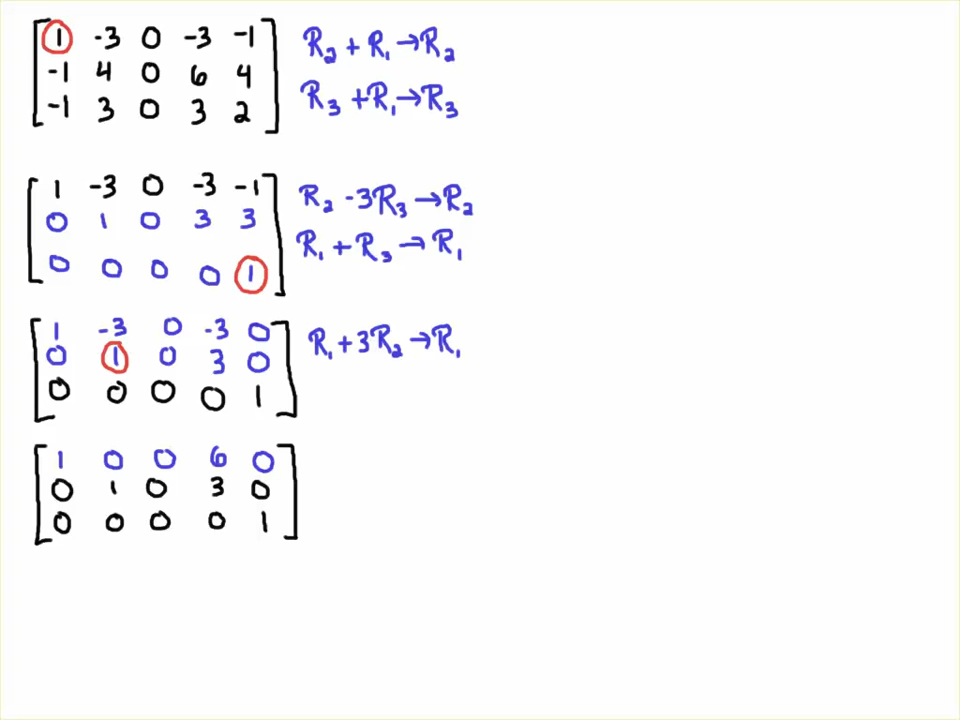 1 -3 0 -3 -1 R₂ + R₁ → R₂
-1 4 0 6 4
-1 3 0 3 2 R₃ + R₁ → R₃
1 -3 0 -3 -1 R₂ - 3R₃ → R₂
0 1 0 3 3
0 0 0 0 1 R₁ + R₃ → R₁
1 -3 0 -3 0 R₁ + 3R₂ → R₁
0 1 0 3 0
0 0 0 0 1
1 0 0 6 0
0 1 0 3 0
0 0 0 0 1